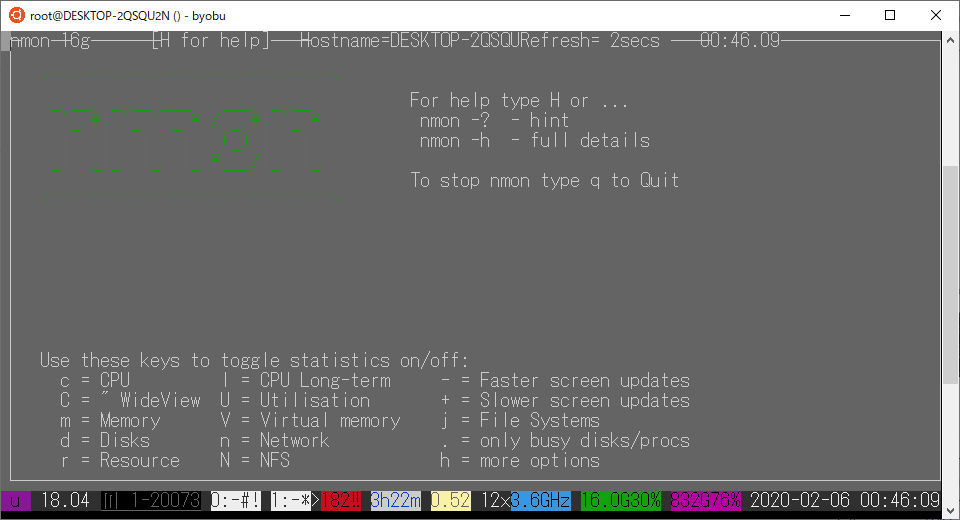 root@DESKTOP-2QSQU2N () - byobu
nmon-16g [H for help] Hostname=DESKTOP-2QSQURefresh= 2secs 00:46.09
For help type H or ...
nmon -? - hint
nmon -h - full details
To stop nmon type q to Quit
Use these keys to toggle statistics on/off:
c = CPU l = CPU Long-term - = Faster screen updates
C = " WideView U = Utilisation + = Slower screen updates
m = Memory V = Virtual memory j = File Systems
d = Disks n = Network . = only busy disks/procs
r = Resource N = NFS h = more options
u 18.04 1-20073 0:-#! 1:-*> 182!! 3h22m 0.52 12x3.6GHz 16.0G30% 832G76% 2020-02-06 00:46:09